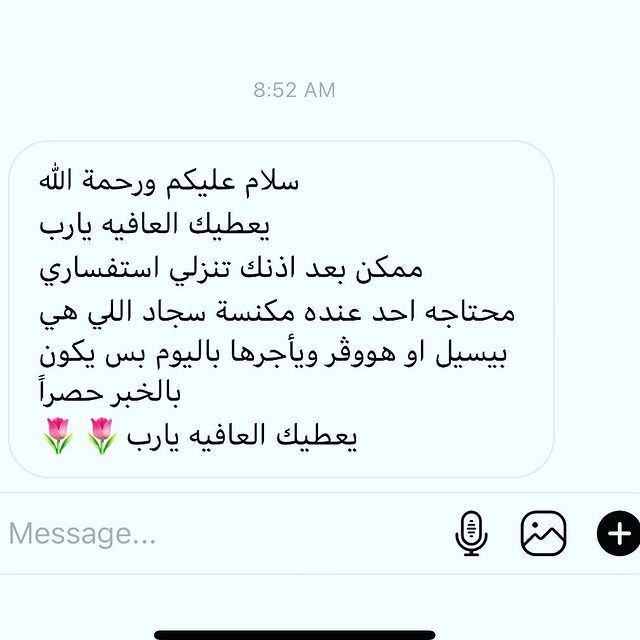 8:52 AM
سلام عليكم ورحمة الله
يعطيك العافيه يارب
ممكن بعد اذنك تنزلي استفساري
محتاجه احد عنده مكنسة سجاد اللي هي
بيسيل او هووڤر ويأجرها باليوم بس يكون
بالخبر حصراً
يعطيك العافيه يارب 🌷 🌷
Message...